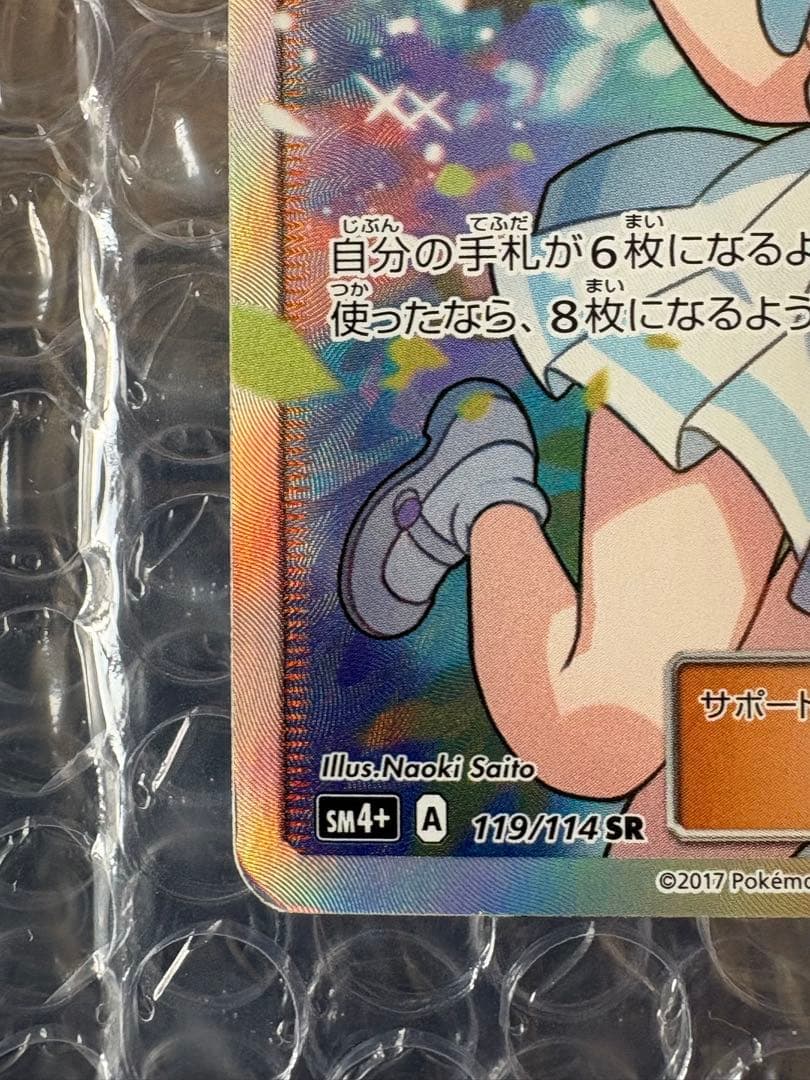 自分の手札が6枚になるよ
使ったなら、8枚になるよう
サポート
Illus.Naoki Saito
SM4+ A 119/114 SR
©2017 Pokémo